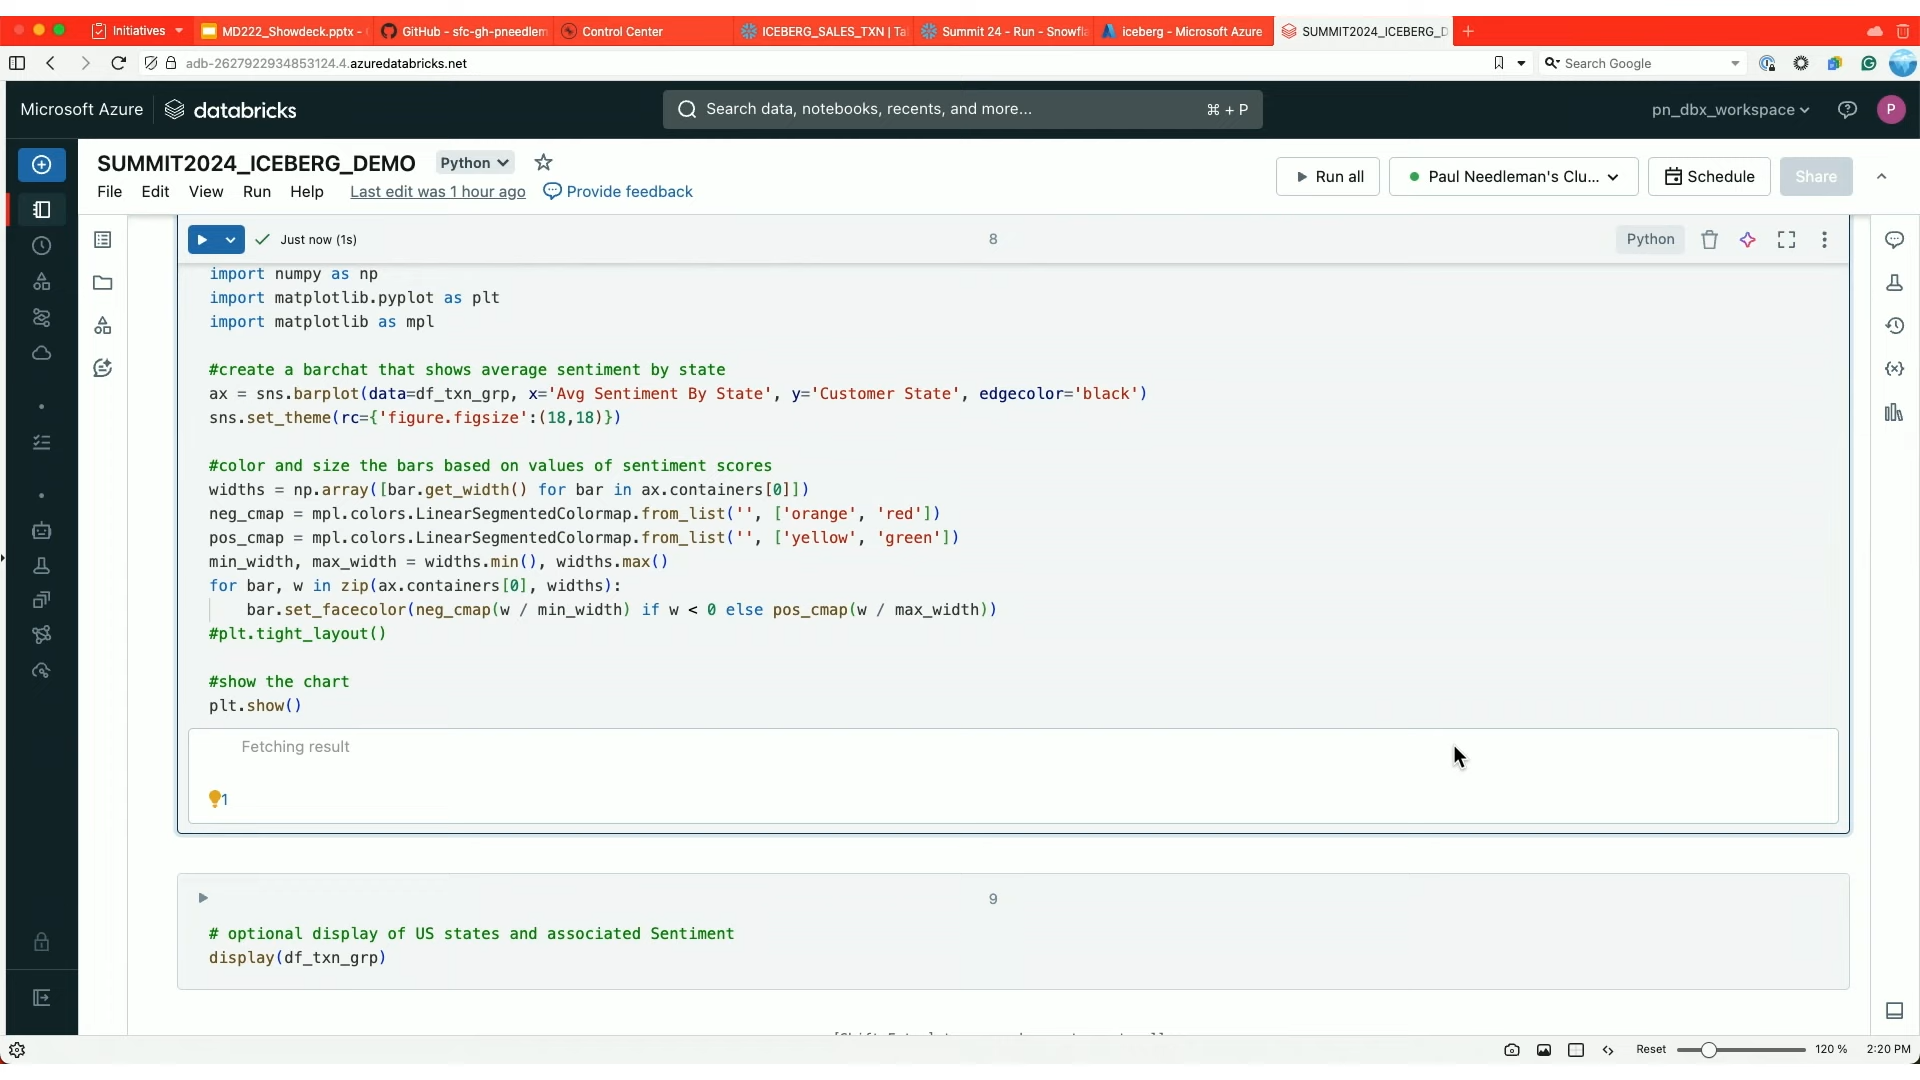 Initiatives
MD222_Showdeck.pptx -
GitHub - sfc-gh-pneedlem
Control Center
ICEBERG_SALES_TXN | Ta
Summit 24 - Run - Snowfla
iceberg - Microsoft Azure
SUMMIT2024_ICEBERG_D
adb-2627922934853124.4.azuredatabricks.net
Search Google
Microsoft Azure
databricks
Search data, notebooks, recents, and more...
⌘ + P
pn_dbx_workspace
P
SUMMIT2024_ICEBERG_DEMO
Python
File Edit View Run Help
Last edit was 1 hour ago
Provide feedback
Run all
Paul Needleman's Clu...
Schedule
Share
Just now (1s)
8
Python
import numpy as np
import matplotlib.pyplot as plt
import matplotlib as mpl
#create a barchat that shows average sentiment by state
ax = sns.barplot(data=df_txn_grp, x='Avg Sentiment By State', y='Customer State', edgecolor='black')
sns.set_theme(rc={'figure.figsize':(18,18)})
#color and size the bars based on values of sentiment scores
widths = np.array([bar.get_width() for bar in ax.containers[0]])
neg_cmap = mpl.colors.LinearSegmentedColormap.from_list('', ['orange', 'red'])
pos_cmap = mpl.colors.LinearSegmentedColormap.from_list('', ['yellow', 'green'])
min_width, max_width = widths.min(), widths.max()
for bar, w in zip(ax.containers[0], widths):
bar.set_facecolor(neg_cmap(w / min_width) if w < 0 else pos_cmap(w / max_width))
#plt.tight_layout()
#show the chart
plt.show()
Fetching result
1
9
# optional display of US states and associated Sentiment
display(df_txn_grp)
Reset
120 %
2:20 PM